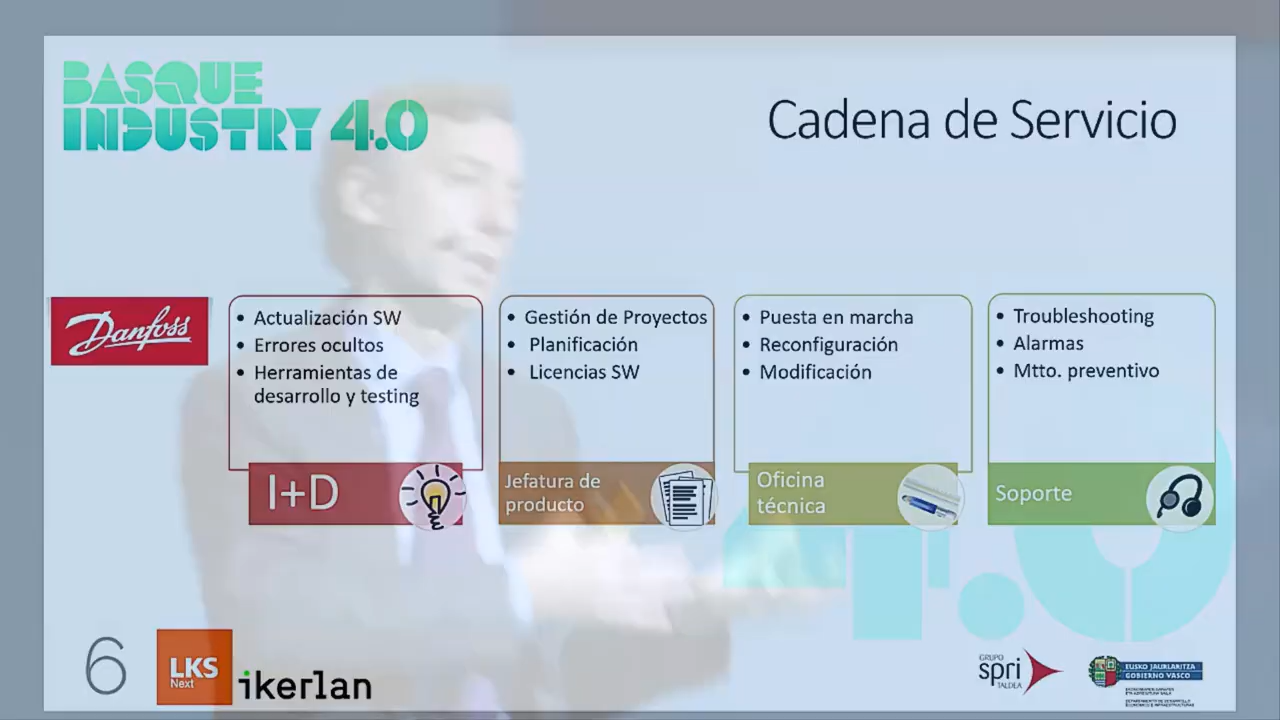 BASQUE
INDUSTRY 4.0
Cadena de Servicio
Danfoss
• Actualización SW
• Errores ocultos
• Herramientas de
desarrollo y testing
I+D
• Gestión de Proyectos
• Planificación
• Licencias SW
Jefatura de
producto
• Puesta en marcha
• Reconfiguración
• Modificación
Oficina
técnica
• Troubleshooting
• Alarmas
• Mtto. preventivo
Soporte
4.0
6
LKS
Next
ikerlan
GRUPO
spri
TALDEA
EUSKO JAURLARITZA
GOBIERNO VASCO